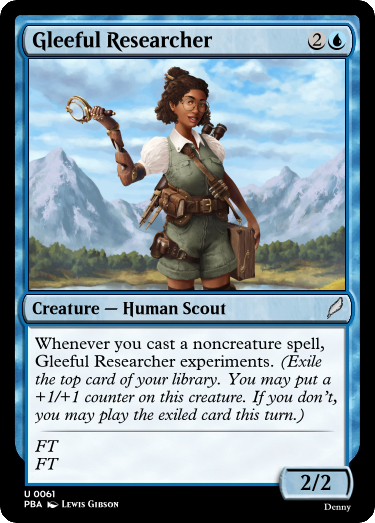 Gleeful Researcher 2
Creature — Human Scout
Whenever you cast a noncreature spell,
Gleeful Researcher experiments. (Exile
the top card of your library. You may put a
+1/+1 counter on this creature. If you don't,
you may play the exiled card this turn.)
FT
FT
2/2
U 0061
PBA Lewis Gibson
Denny